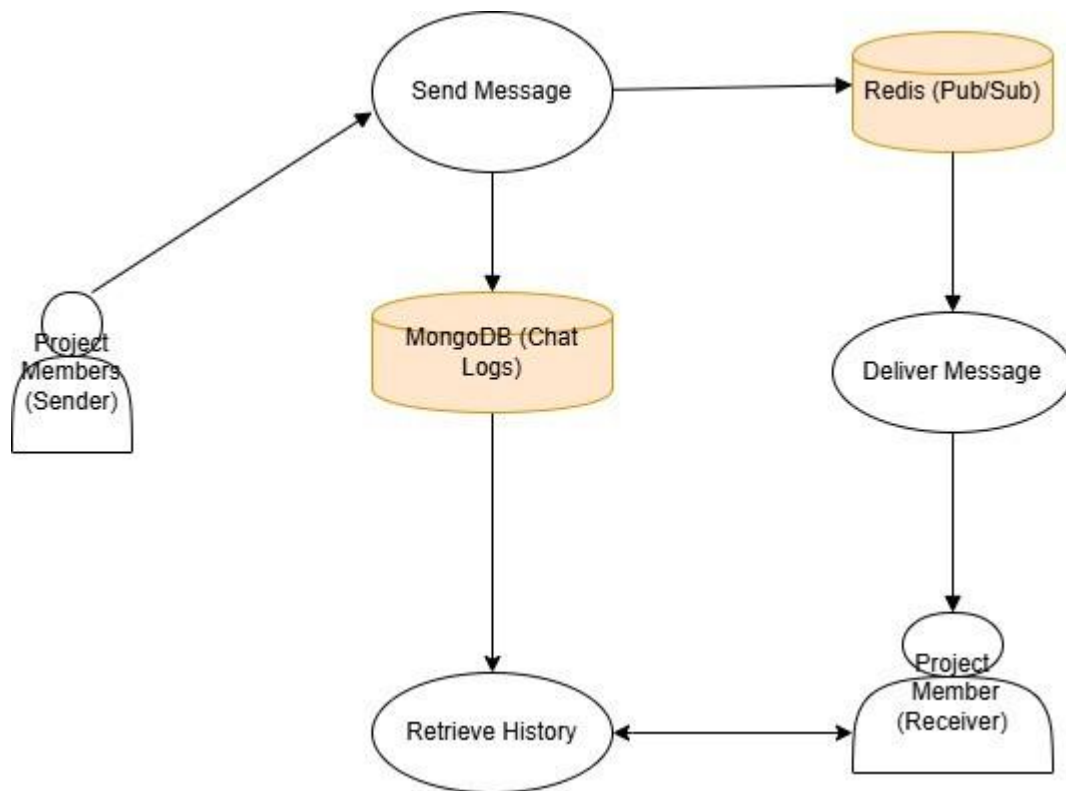 Send Message
Redis (Pub/Sub)
Project
Members
(Sender)
MongoDB (Chat
Logs)
Deliver Message
Retrieve History
Project
Member
(Receiver)